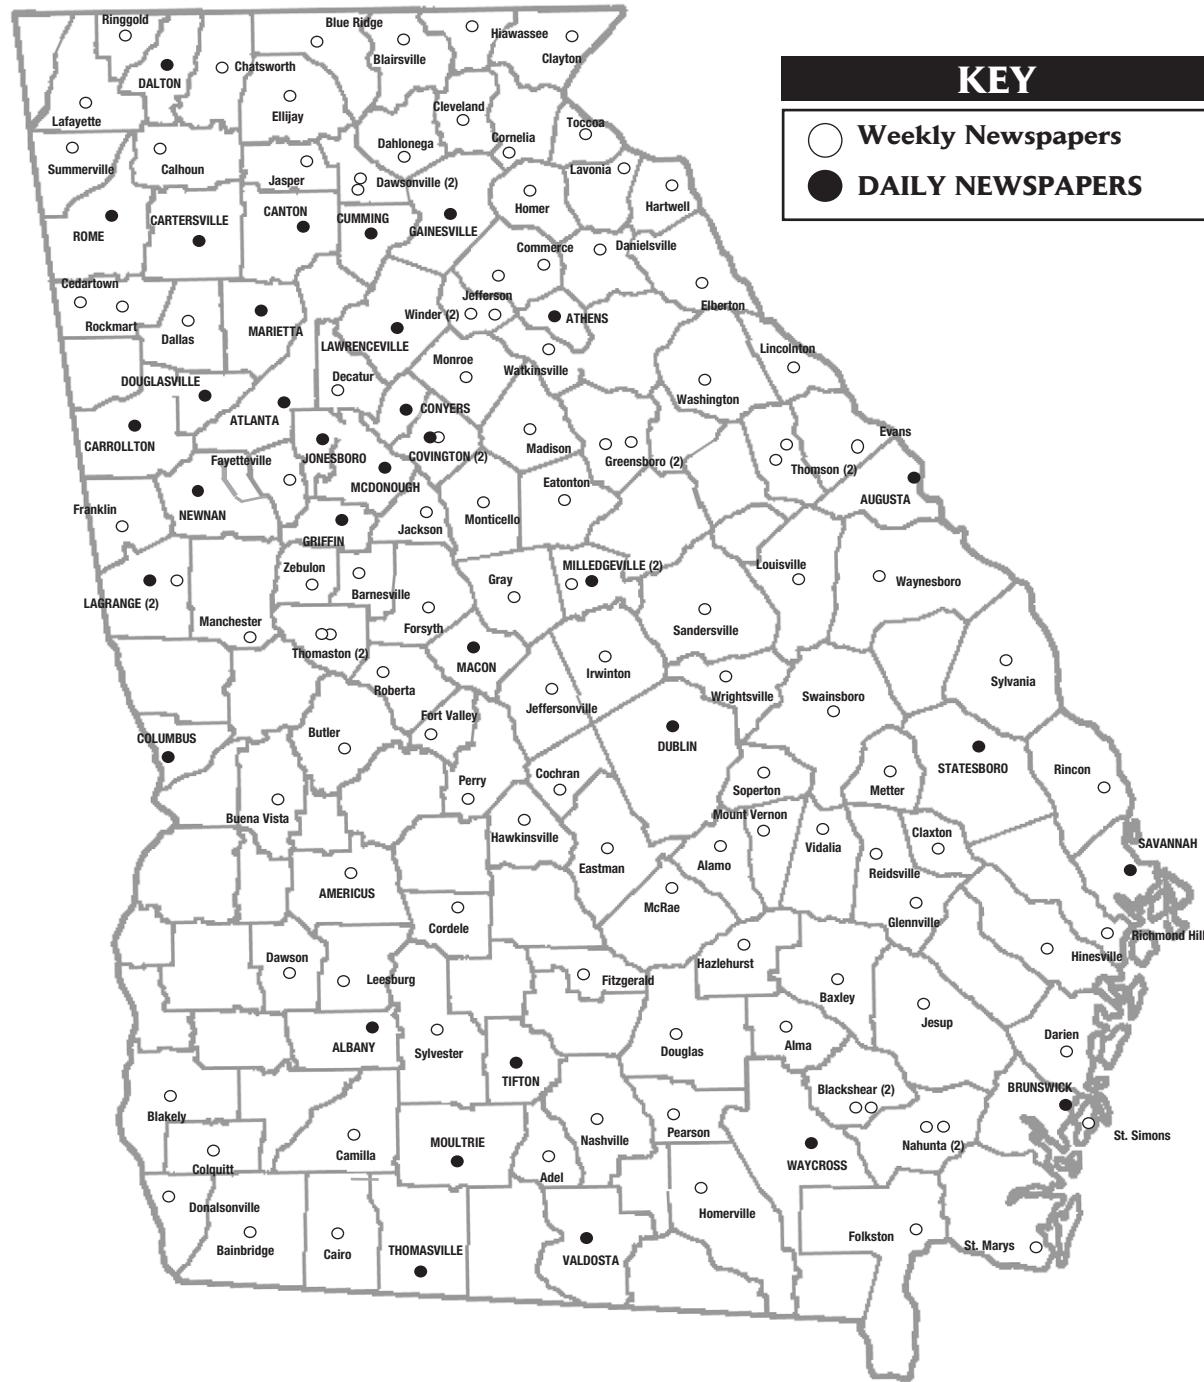 Ringgold
Blue Ridge
Hiawassee
Blairsville
Clayton
Chatsworth
DALTON
Ellijay
Lafayette
Cleveland
Toccoa
Cornelia
Dahlonega
Summerville
Calhoun
Jasper
Dawsonville (2)
Lavonia
Homer
Hartwell
KEY
Weekly Newspapers
DAILY NEWSPAPERS
ROME
CARTERSVILLE
CANTON
CUMMING
GAINESVILLE
Commerce
Danielsville
Cedartown
Rockmart
Dallas
MARIETTA
Jefferson
Winder (2)
ATHENS
Elberton
LAWRENCEVILLE
Lincolnton
Monroe
Watkinsville
Decatur
DOUGLASVILLE
Washington
CONYERS
ATLANTA
CARROLLTON
Evans
Madison
JONESBORO
COVINGTON (2)
Fayetteville
Greensboro (2)
Thomson (2)
MCDONOUGH
Eatonton
AUGUSTA
Franklin
NEWNAN
Monticello
Jackson
GRIFFIN
Zebulon
MILLEDGEVILLE (2)
Louisville
Gray
Waynesboro
Barnesville
LAGRANGE (2)
Manchester
Forsyth
Sandersville
Thomaston (2)
MACON
Irwinton
Sylvania
Roberta
Wrightsville
Swainsboro
Jeffersonville
Fort Valley
Butler
COLUMBUS
DUBLIN
STATESBORO
Rincon
Perry
Cochran
Soperton
Metter
Buena Vista
Mount Vernon
Hawkinsville
Claxton
SAVANNAH
Vidalia
Alamo
Eastman
Reidsville
AMERICUS
McRae
Cordele
Glennville
Richmond Hill
Dawson
Hazlehurst
Hinesville
Leesburg
Fitzgerald
Baxley
Jesup
Darien
ALBANY
Sylvester
Douglas
Alma
TIFTON
Blackshear (2)
BRUNSWICK
Blakely
Pearson
St. Simons
Nashville
MOULTRIE
Nahunta (2)
Camilla
WAYCROSS
Colquitt
Adel
Donalsonville
Homerville
Folkston
St. Marys
Bainbridge
Cairo
THOMASVILLE
VALDOSTA